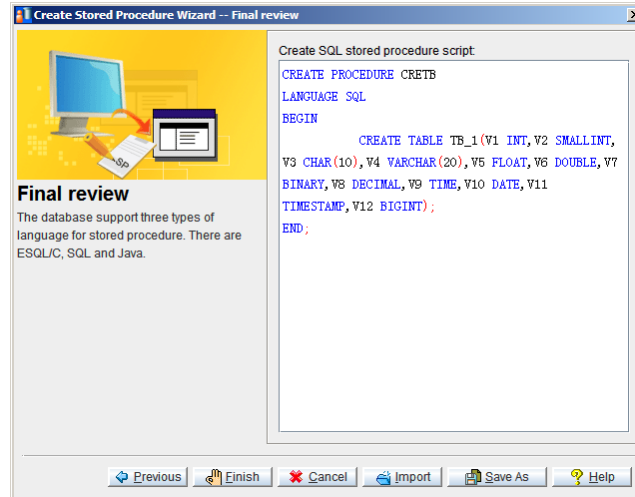 Create Stored Procedure Wizard -- Final review
Create SQL stored procedure script:
CREATE PROCEDURE CRETB
LANGUAGE SQL
BEGIN
CREATE TABLE TB_1(V1 INT,V2 SMALLINT,
V3 CHAR(10),V4 VARCHAR(20),V5 FLOAT,V6 DOUBLE,V7
BINARY,V8 DECIMAL,V9 TIME,V10 DATE,V11
TIMESTAMP,V12 BIGINT);
END;
SP
Final review
The database support three types of
language for stored procedure. There are
ESQL/C, SQL and Java.
Previous Finish Cancel Import Save As Help